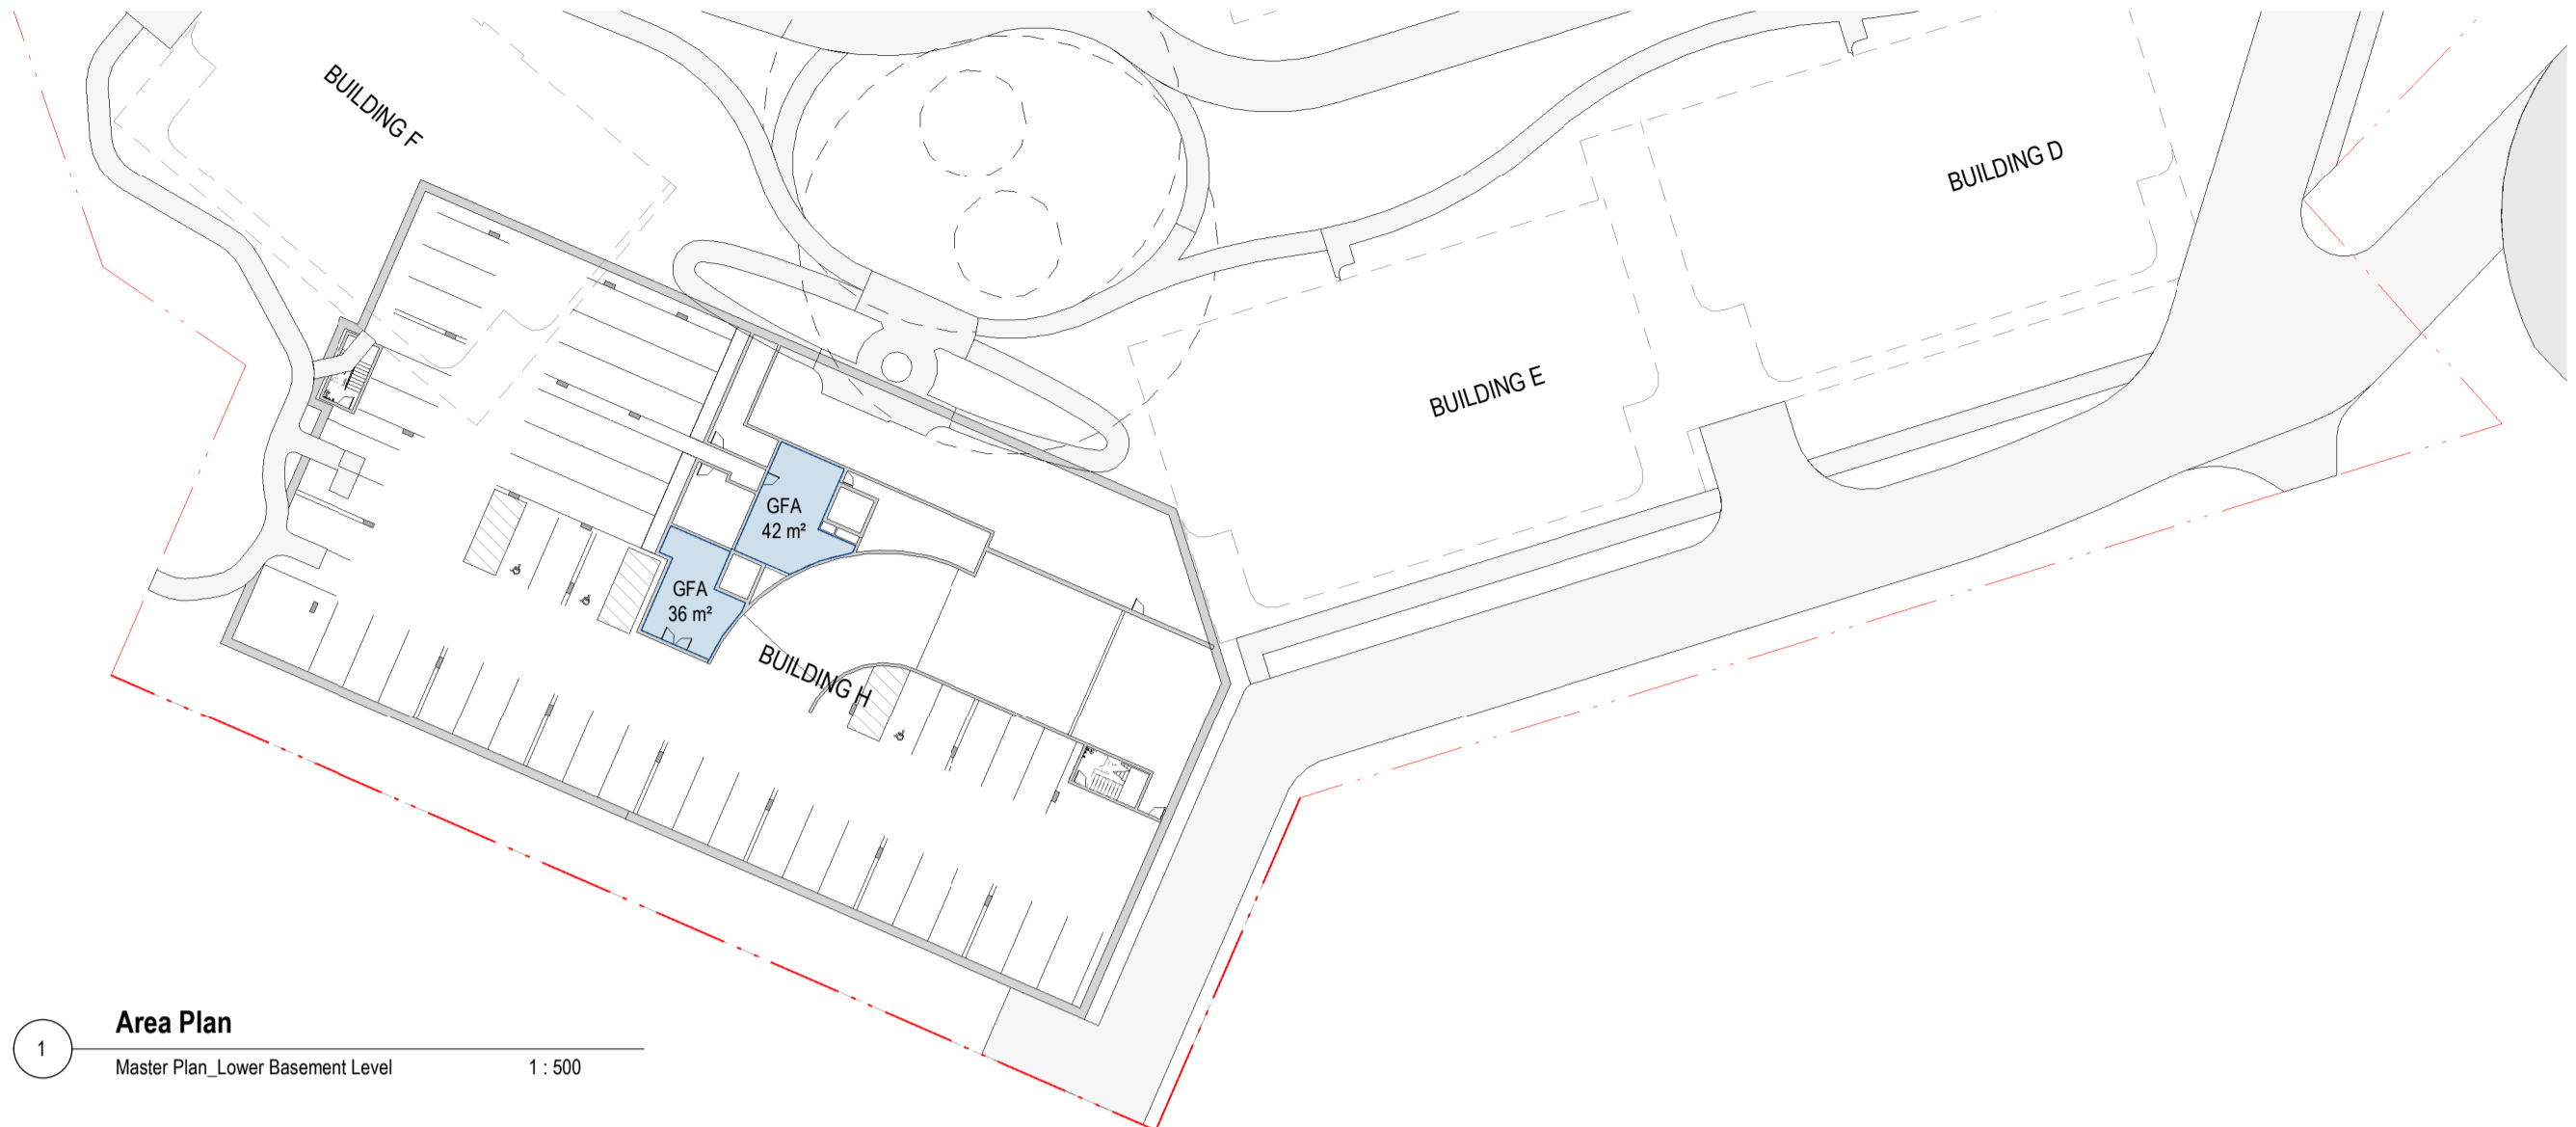 BUILDING F
BUILDING D
BUILDING E
GFA
42 m²
GFA
36 m²
BUILDING H
1
Area Plan
Master Plan_Lower Basement Level
1 : 500